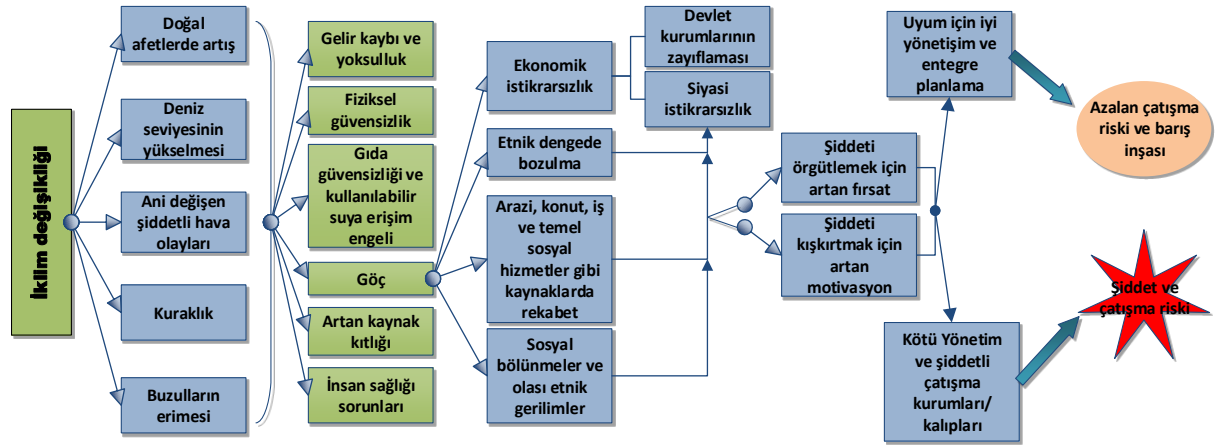 İklim değişikliği
Doğal
afetlerde artış
Deniz
seviyesinin
yükselmesi
Ani değişen
şiddetli hava
olayları
Kuraklık
Buzulların
erimesi
Gelir kaybı ve
yoksulluk
Fiziksel
güvensizlik
Gıda
güvensizliği ve
kullanılabilir
suya erişim
engeli
Göç
Artan kaynak
kıtlığı
İnsan sağlığı
sorunları
Ekonomik
istikrarsızlık
Etnik dengede
bozulma
Arazi, konut, iş
ve temel
sosyal
hizmetler gibi
kaynaklarda
rekabet
Sosyal
bölünmeler ve
olası etnik
gerilimler
Devlet
kurumlarının
zayıflaması
Siyasi
istikrarsızlık
Şiddeti
örgütlemek için
artan fırsat
Şiddeti
kışkırtmak için
artan
motivasyon
Uyum için iyi
yönetişim ve
entegre
planlama
Kötü Yönetim
ve şiddetli
çatışma
kurumları/
kalıpları
Azalan çatışma
riski ve barış
inşası
Şiddet ve
çatışma riski